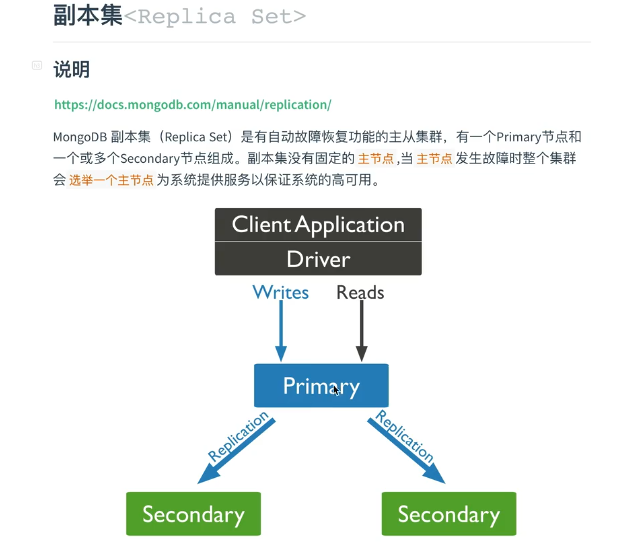 副本集<Replica Set>
说明
https://docs.mongodb.com/manual/replication/
MongoDB 副本集（Replica Set）是有自动故障恢复功能的主从集群，有一个Primary节点和
一个或多个Secondary节点组成。副本集没有固定的 主节点 ,当 主节点 发生故障时整个集群
会 选举一个主节点 为系统提供服务以保证系统的高可用。
Client Application
Driver
Writes Reads
Primary
Replication Replication
Secondary Secondary